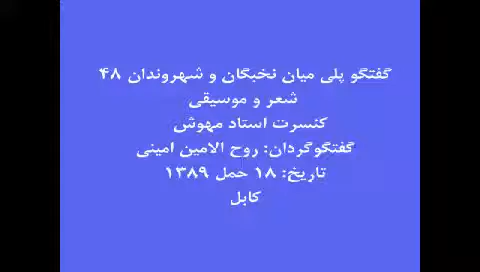 گفتگو پلی میان نخبگان و شهروندان ۴۸
شعر و موسیقی
کنسرت استاد مهوش
گفتگوگردان: روح الامین امینی
تاریخ: ۱۸ حمل ۱۳۸۹
کابل